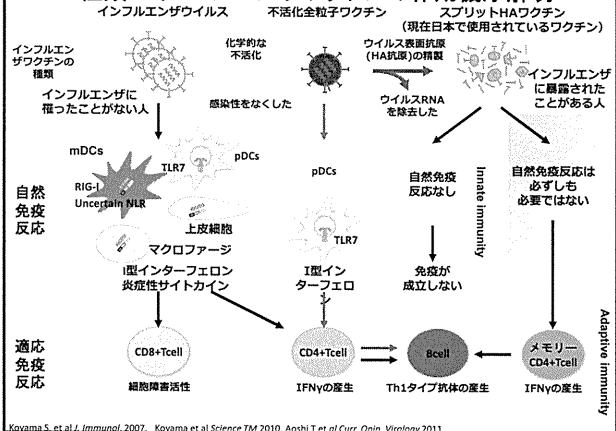 インフルエンザウイルス
不活化全粒子ワクチン
スプリットHAワクチン
(現在日本で使用されているワクチン)
インフルエン
ザワクチンの
種類
化学的な
不活化
ウイルス表面抗原
(HA抗原)の精製
ウイルスRNA
を除去した
インフルエンザに
罹ったことがない人
感染性をなくした
インフルエンザ
に暴露された
ことがある人
自然
免疫
反応
mDCs
RIG-I
Uncertain NLR
TLR7
pDCs
上皮細胞
マクロファージ
I型インターフェロン
炎症性サイトカイン
pDCs
TLR7
I型イン
ターフェロ
ン
自然免疫
反応なし
免疫が
成立しない
Innate immunity
自然免疫反応は
必ずしも
必要ではない
適応
免疫
反応
CD8+Tcell
細胞障害活性
CD4+Tcell
IFNγの産生
Bcell
Th1タイプ抗体の産生
メモリー
CD4+Tcell
IFNγの産生
Adaptive immunity
Koyama S. et al J. Immunol. 2007. Koyama et al Science TM 2010. Aoshi T et al Curr. Opin. Virology 2011